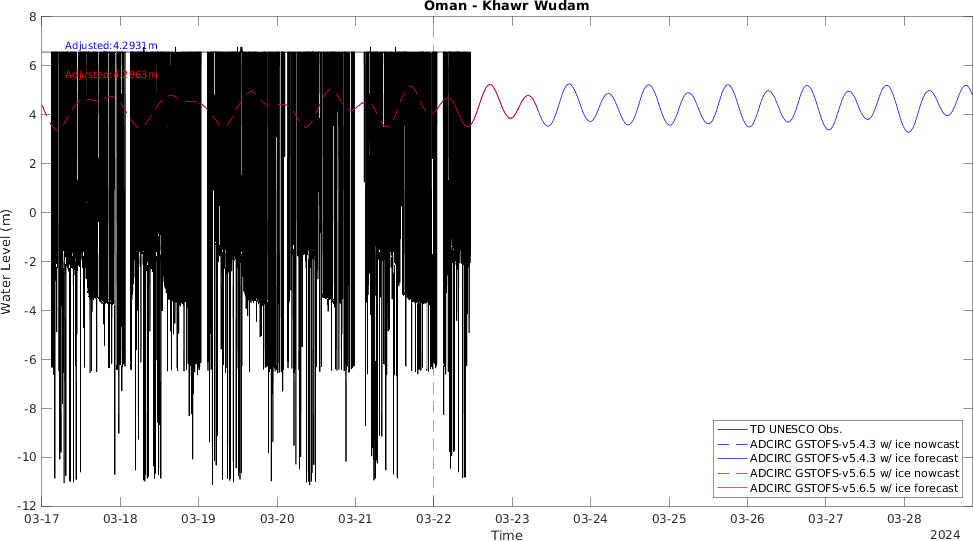 Oman - Khawr Wudam
Adjusted:4.2931m
Adjusted:4.2963m
Water Level (m)
8
6
4
2
0
-2
-4
-6
-8
-10
-12
TD UNESCO Obs.
ADCIRC GSTOFS-v5.4.3 w/ ice nowcast
ADCIRC GSTOFS-v5.4.3 w/ ice forecast
ADCIRC GSTOFS-v5.6.5 w/ ice nowcast
ADCIRC GSTOFS-v5.6.5 w/ ice forecast
03-17 03-18 03-19 03-20 03-21 03-22 03-23 03-24 03-25 03-26 03-27 03-28
Time
2024